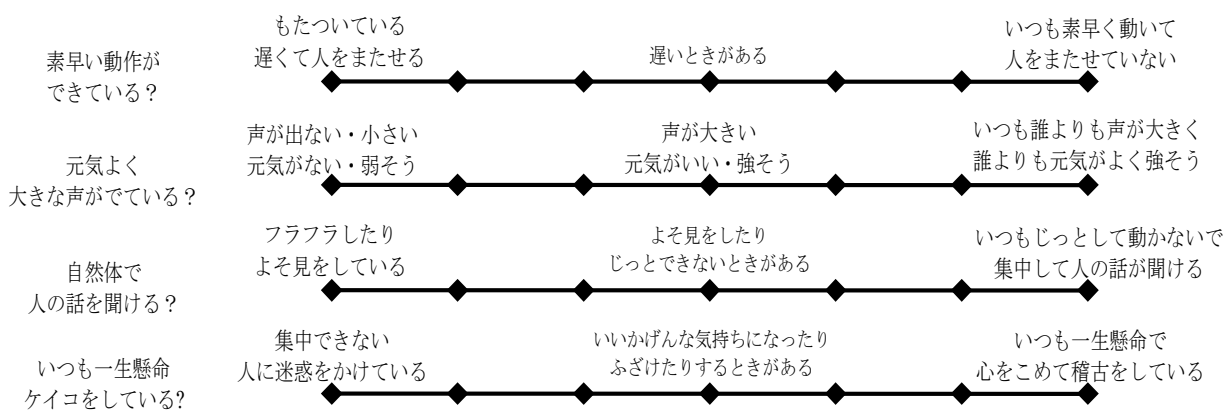 素早い動作が
できている？
もたついている
遅くて人をまたせる
遅いときがある
いつも素早く動いて
人をまたせていない
元気よく
大きな声がでている？
声が出ない・小さい
元気がない・弱そう
声が大きい
元気がいい・強そう
いつも誰よりも声が大きく
誰よりも元気がよく強そう
自然体で
人の話を聞ける？
フラフラしたり
よそ見をしている
よそ見をしたり
じっとできないときがある
いつもじっとして動かないで
集中して人の話が聞ける
いつも一生懸命
ケイコをしている?
集中できない
人に迷惑をかけている
いいかげんな気持ちになったり
ふざけたりするときがある
いつも一生懸命で
心をこめて稽古をしている